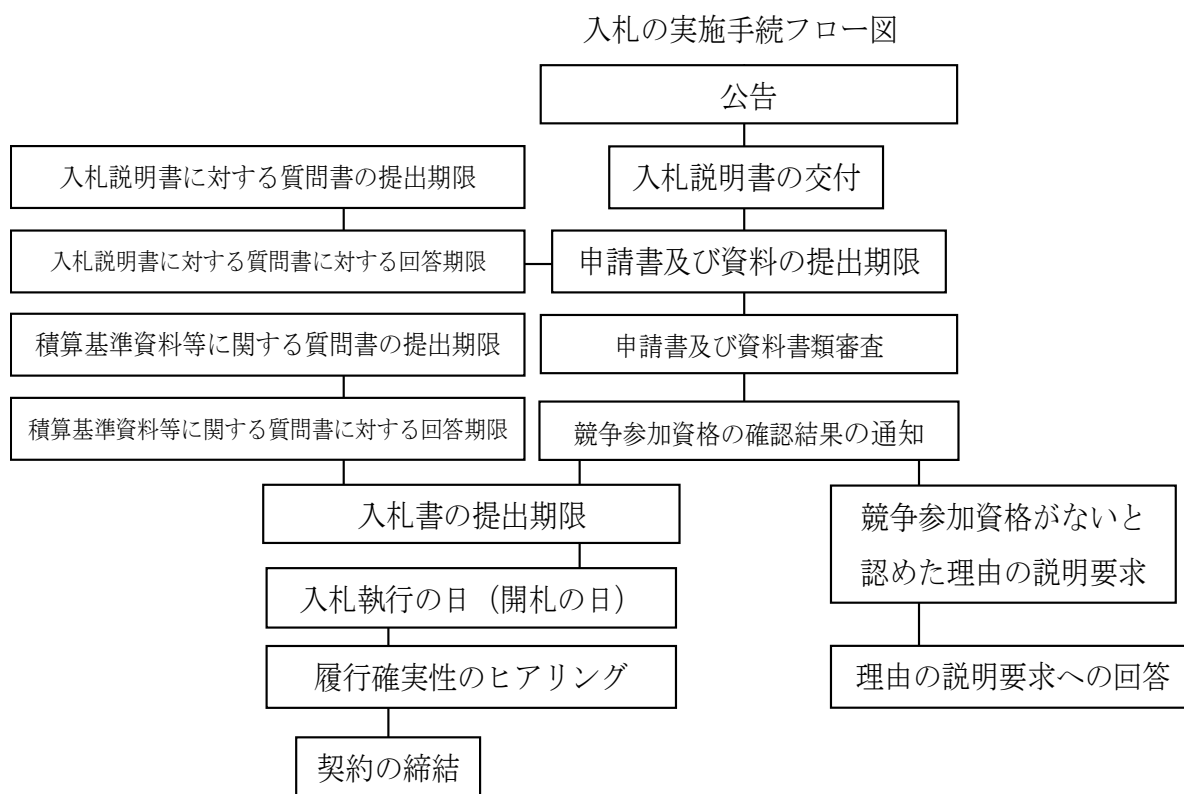 入札の実施手続フロー図
公告
入札説明書に対する質問書の提出期限
入札説明書の交付
入札説明書に対する質問書に対する回答期限
申請書及び資料の提出期限
積算基準資料等に関する質問書の提出期限
申請書及び資料書類審査
積算基準資料等に関する質問書に対する回答期限
競争参加資格の確認結果の通知
入札書の提出期限
競争参加資格がないと
認めた理由の説明要求
入札執行の日（開札の日）
履行確実性のヒアリング
理由の説明要求への回答
契約の締結